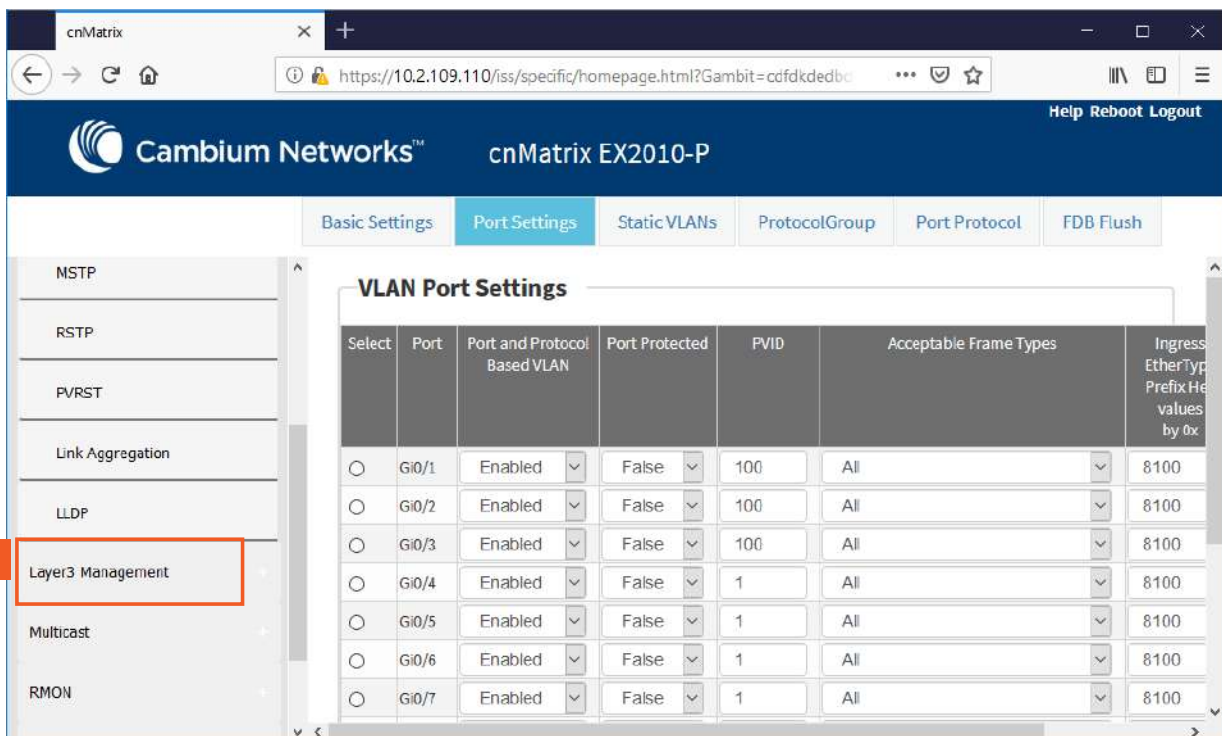 cnMatrix
https://10.2.109.110/iss/specific/homepage.html?Gambit=cdfdkdedbc
Help Reboot Logout
Cambium Networks™ cnMatrix EX2010-P
Basic Settings Port Settings Static VLANs ProtocolGroup Port Protocol FDB Flush
MSTP
RSTP
PVRST
Link Aggregation
LLDP
Layer3 Management
Multicast
RMON
VLAN Port Settings
Select Port Port and Protocol Based VLAN Port Protected PVID Acceptable Frame Types Ingress EtherTyp Prefix He values by 0x
Gi0/1 Enabled False 100 All 8100
Gi0/2 Enabled False 100 All 8100
Gi0/3 Enabled False 100 All 8100
Gi0/4 Enabled False 1 All 8100
Gi0/5 Enabled False 1 All 8100
Gi0/6 Enabled False 1 All 8100
Gi0/7 Enabled False 1 All 8100